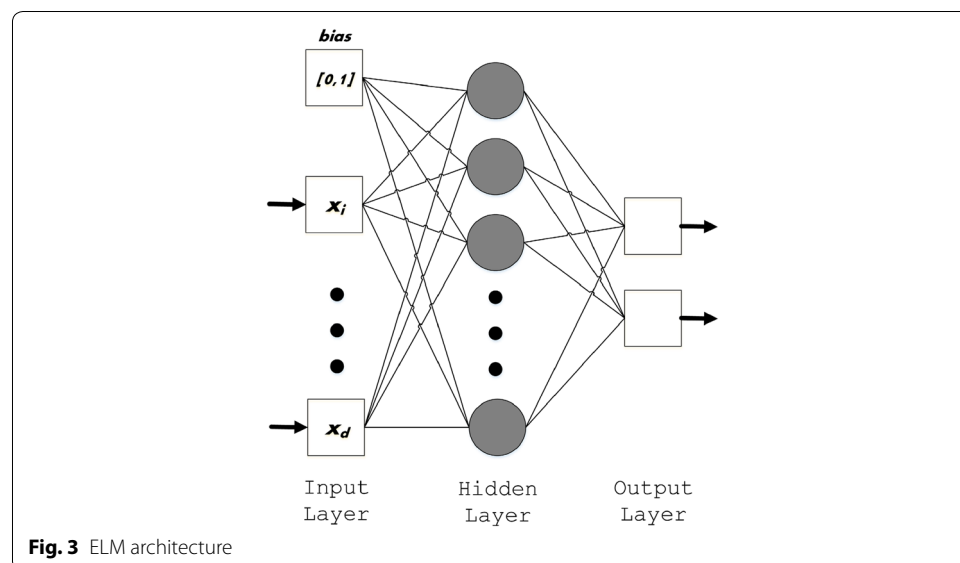 bias
[0,1]
xi
xd
Input Layer
Hidden Layer
Output Layer
Fig. 3 ELM architecture